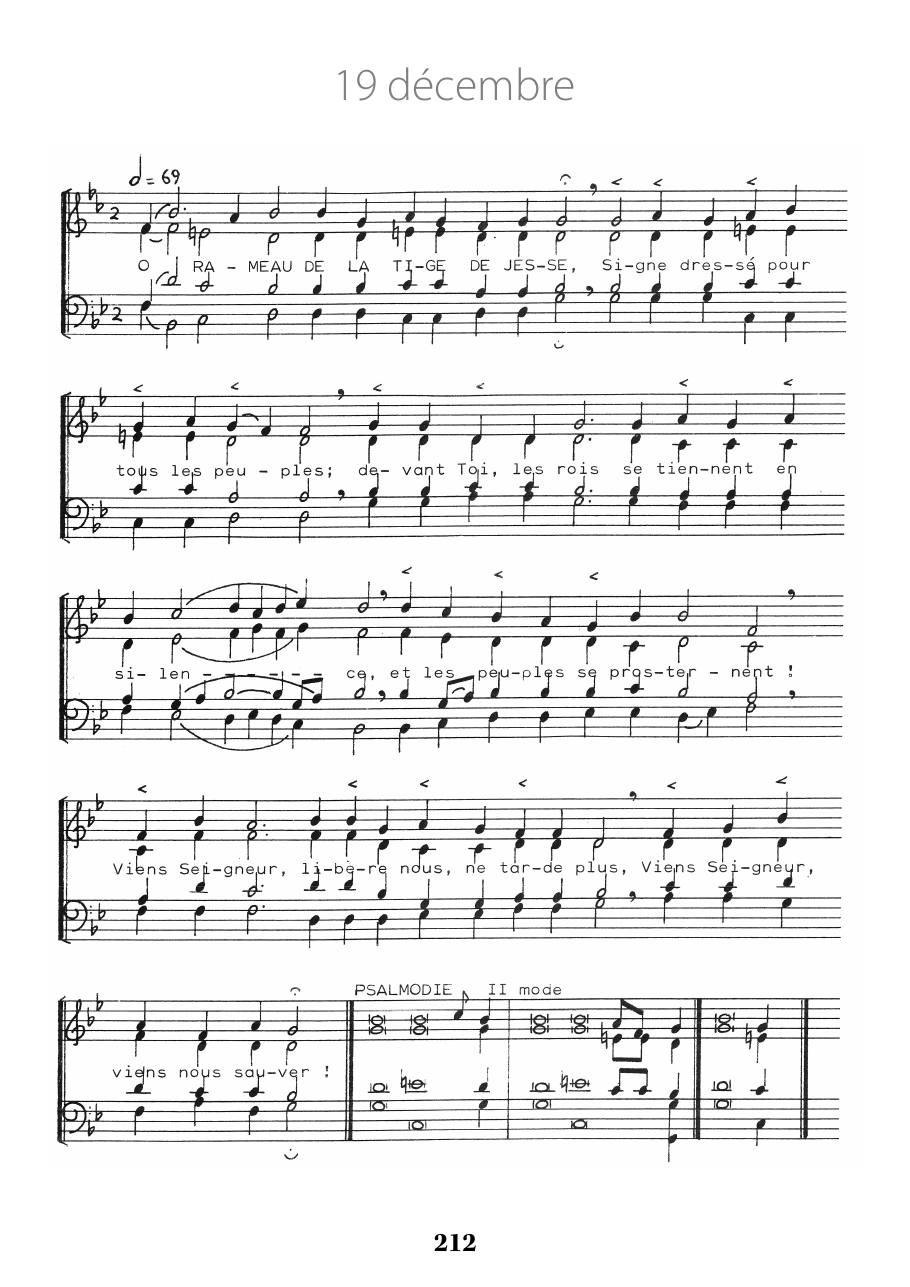 19 décembre
= 69
O RA - MEAU DE LA TI-GE DE JES-SE, Si-gne dres-sé pour
tous les peu - ples; de-vant Toi, les rois se tien-nent en
si- len - - - - - - ce, et les peu-ples se pros-ter - nent !
Viens Sei-gneur, li-bè-re nous, ne tar-de plus, Viens Sei-gneur,
PSALMODIE II mode
viens nous sau-ver !
212